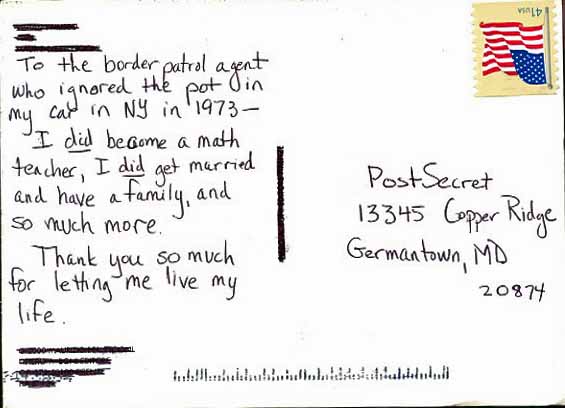 To the border patrol agent
who ignored the pot in
my car in NY in 1973—
I did become a math
teacher, I did get married
and have a family, and
so much more.
Thank you so much
for letting me live my
life.
41 USA
PostSecret
13345 Copper Ridge
Germantown, MD
20874